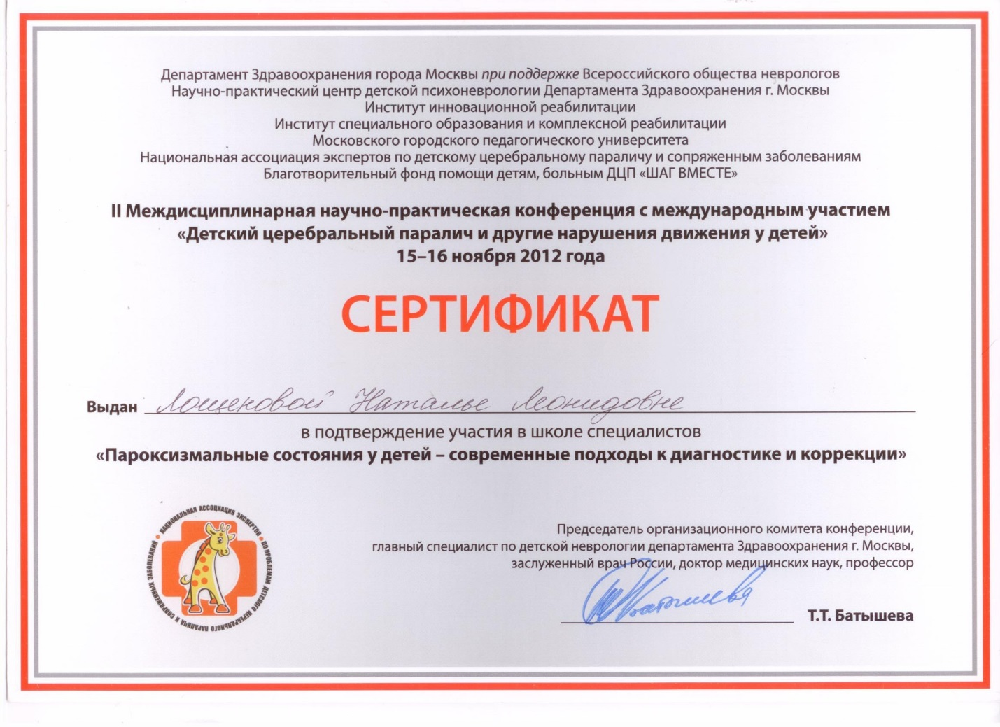 Департамент Здравоохранения города Москвы при поддержке Всероссийского общества неврологов
Научно-практический центр детской психоневрологии Департамента Здравоохранения г. Москвы
Институт инновационной реабилитации
Институт специального образования и комплексной реабилитации
Московского городского педагогического университета
Национальная ассоциация экспертов по детскому церебральному параличу и сопряженным заболеваниям
Благотворительный фонд помощи детям, больным ДЦП «ШАГ ВМЕСТЕ»
II Междисциплинарная научно-практическая конференция с международным участием
«Детский церебральный паралич и другие нарушения движения у детей»
15–16 ноября 2012 года
СЕРТИФИКАТ
Выдан Лощеновой Наталье Леонидовне
в подтверждение участия в школе специалистов
«Пароксизмальные состояния у детей – современные подходы к диагностике и коррекции»
НАЦИОНАЛЬНАЯ АССОЦИАЦИЯ ЭКСПЕРТОВ • ПО ПРОБЛЕМАМ ДЕТСКОГО ЦЕРЕБРАЛЬНОГО ПАРАЛИЧА И СОПРЯЖЕННЫХ ЗАБОЛЕВАНИЙ •
Председатель организационного комитета конференции,
главный специалист по детской неврологии департамента Здравоохранения г. Москвы,
заслуженный врач России, доктор медицинских наук, профессор
Т.Т. Батышева